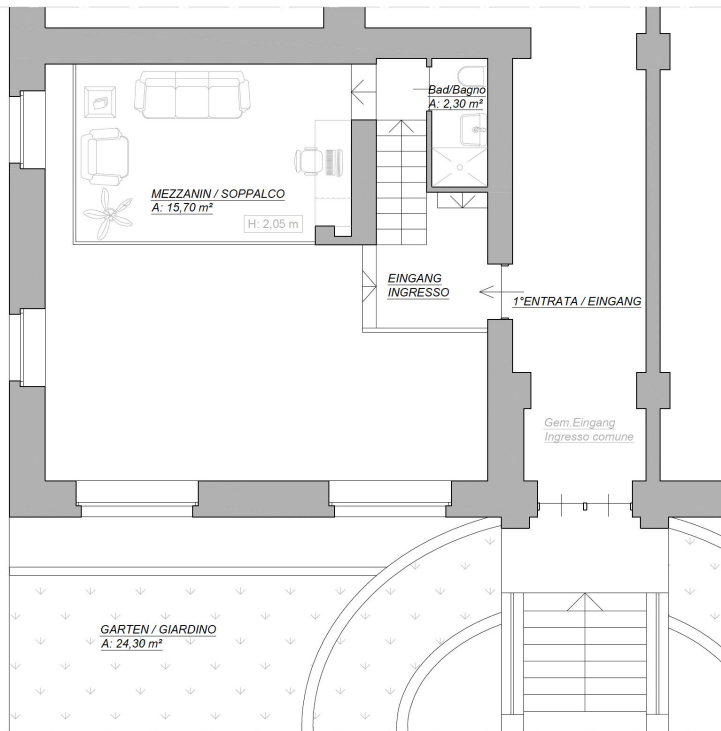 Bad/Bagno
A: 2,30 m²
MEZZANIN / SOPPALCO
A: 15,70 m²
H: 2,05 m
EINGANG
INGRESSO
1°ENTRATA / EINGANG
Gem.Eingang
Ingresso comune
GARTEN / GIARDINO
A: 24,30 m²